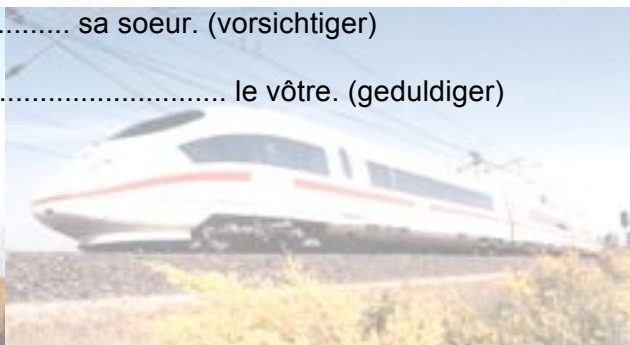 ......... sa soeur. (vorsichtiger)
............................ le vôtre. (geduldiger)